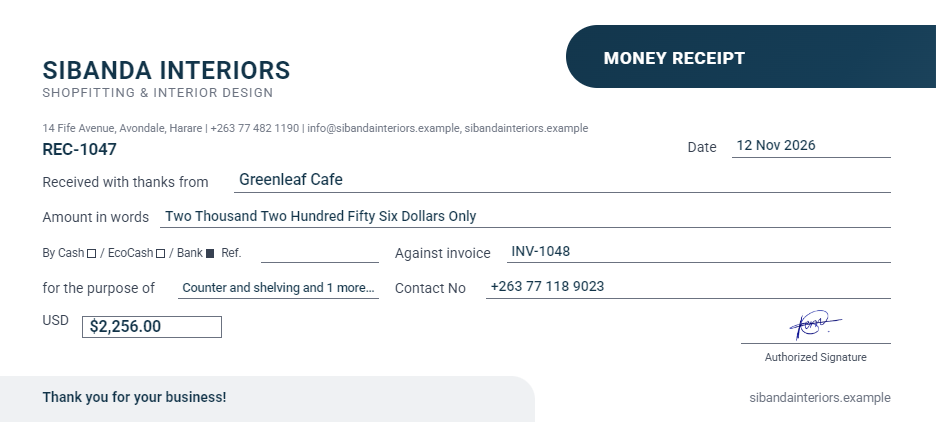 MONEY RECEIPT
SIBANDA INTERIORS
SHOPFITTING & INTERIOR DESIGN
14 Fife Avenue, Avondale, Harare | +263 77 482 1190 | info@sibandainteriors.example, sibandainteriors.example
REC-1047
Date 12 Nov 2026
Received with thanks from Greenleaf Cafe
Amount in words Two Thousand Two Hundred Fifty Six Dollars Only
By Cash □ / EcoCash □ / Bank ■ Ref. Against invoice INV-1048
for the purpose of Counter and shelving and 1 more... Contact No +263 77 118 9023
USD $2,256.00
Authorized Signature
Thank you for your business!
sibandainteriors.example